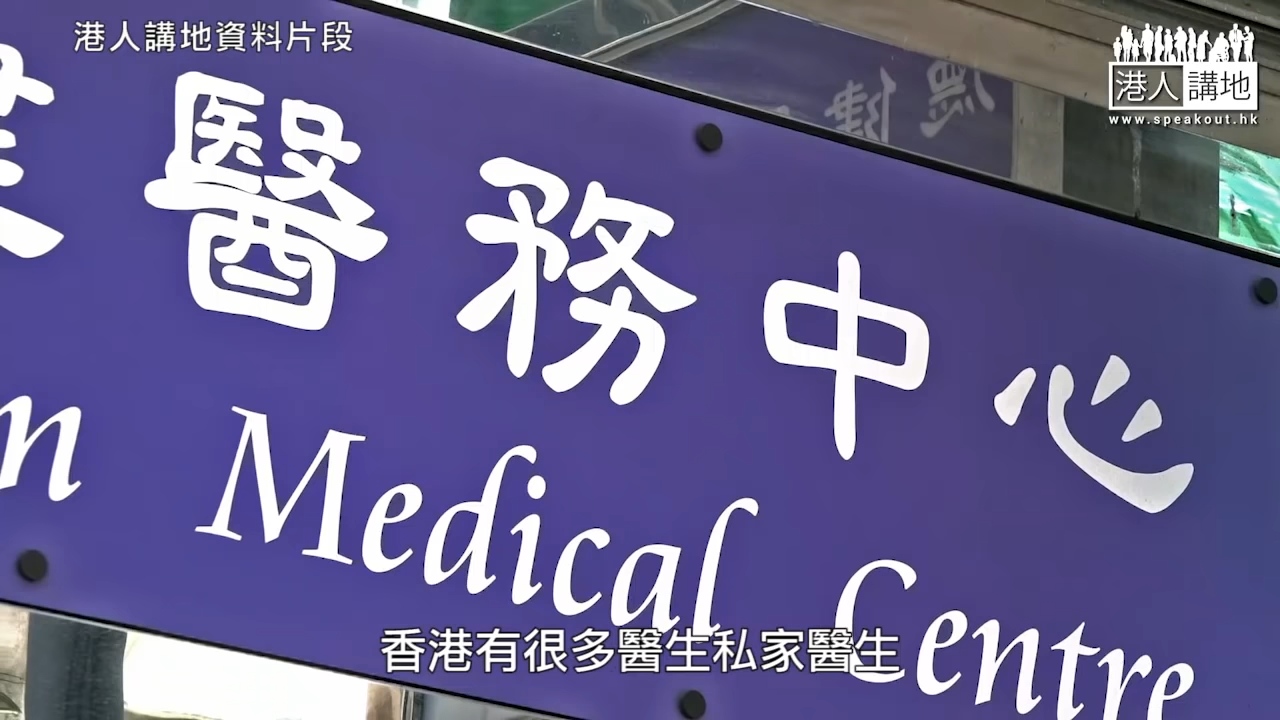 港人講地資料片段
港人講地
www.speakout.hk
醫務中心
Medical Centre
香港有很多醫生私家醫生